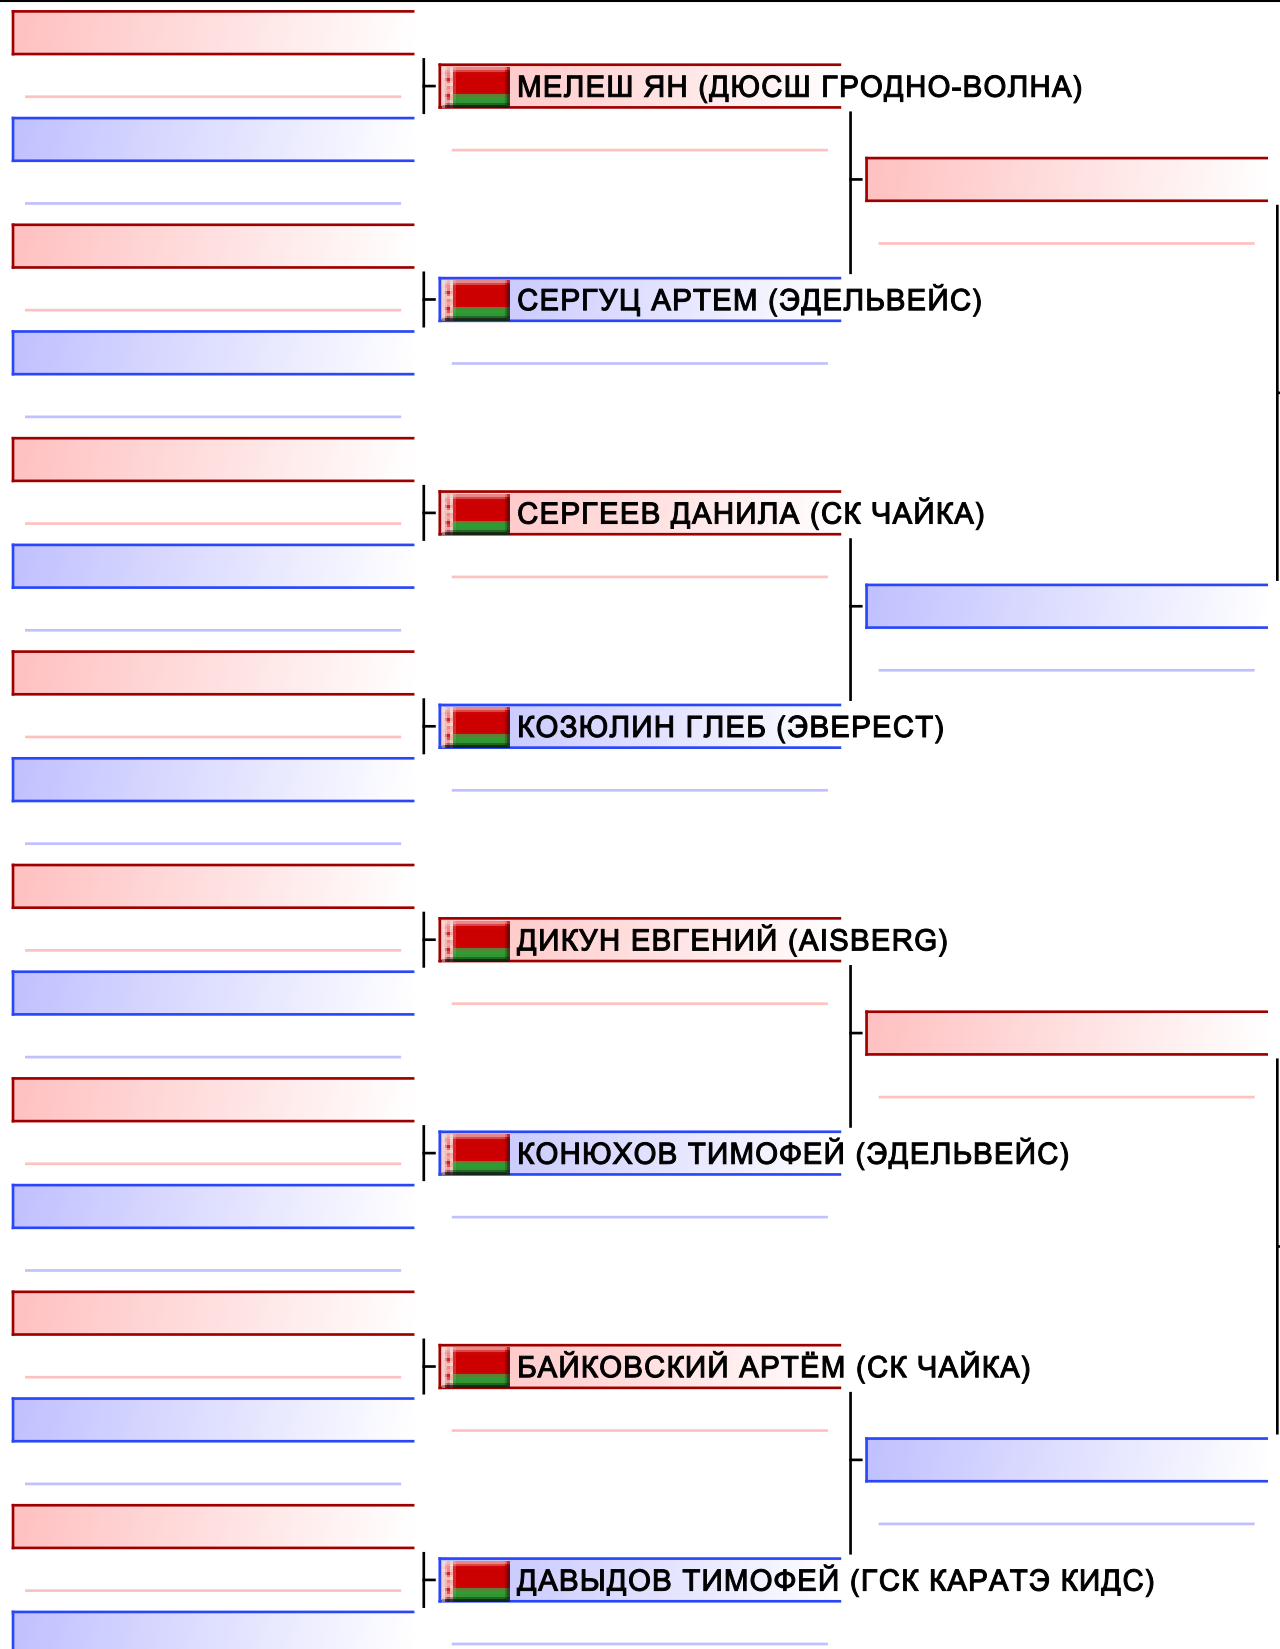 МЕЛЕШ ЯН (ДЮСШ ГРОДНО-ВОЛНА)
СЕРГУЦ АРТЕМ (ЭДЕЛЬВЕЙС)
СЕРГЕЕВ ДАНИЛА (СК ЧАЙКА)
КОЗЮЛИН ГЛЕБ (ЭВЕРЕСТ)
ДИКУН ЕВГЕНИЙ (AISBERG)
КОНЮХОВ ТИМОФЕЙ (ЭДЕЛЬВЕЙС)
БАЙКОВСКИЙ АРТЁМ (СК ЧАЙКА)
ДАВЫДОВ ТИМОФЕЙ (ГСК КАРАТЭ КИДС)